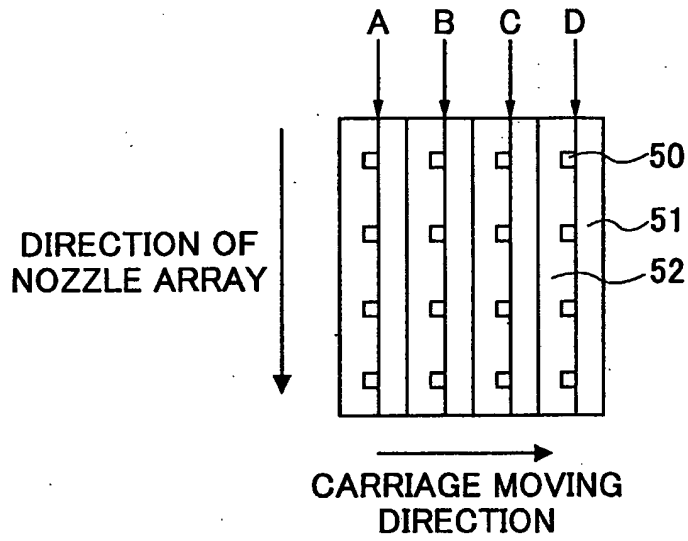 A B C D
50
51
52
DIRECTION OF
NOZZLE ARRAY
CARRIAGE MOVING
DIRECTION